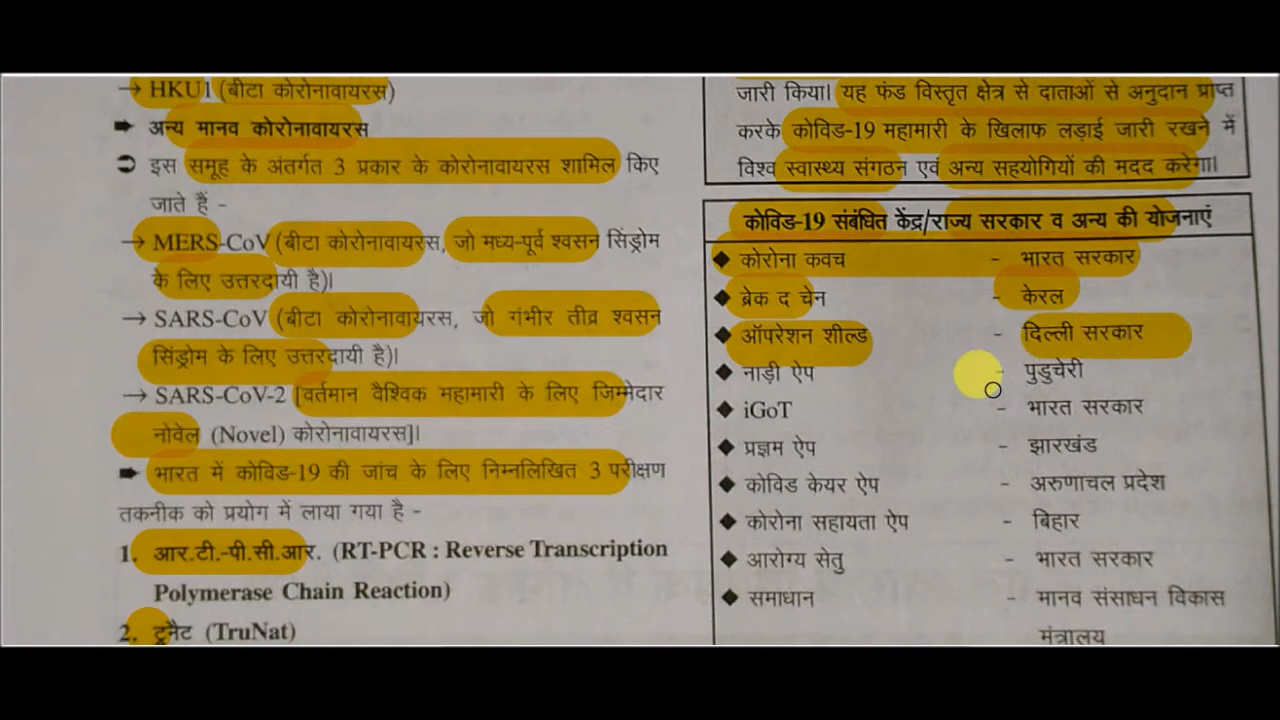 → HKU1 (बीटा कोरोनावायरस)
➡ अन्य मानव कोरोनावायरस
➲ इस समूह के अंतर्गत 3 प्रकार के कोरोनावायरस शामिल किए
जाते हैं -
→ MERS-CoV (बीटा कोरोनावायरस, जो मध्य-पूर्व श्वसन सिंड्रोम
के लिए उत्तरदायी है)।
→ SARS-CoV (बीटा कोरोनावायरस, जो गंभीर तीव्र श्वसन
सिंड्रोम के लिए उत्तरदायी है)।
→ SARS-CoV-2 [वर्तमान वैश्विक महामारी के लिए जिम्मेदार
नोवेल (Novel) कोरोनावायरस]।
➡ भारत में कोविड-19 की जांच के लिए निम्नलिखित 3 परीक्षण
तकनीक को प्रयोग में लाया गया है -
1. आर.टी.-पी.सी.आर. (RT-PCR : Reverse Transcription
Polymerase Chain Reaction)
2. ट्रूनैट (TruNat)
जारी किया। यह फंड विस्तृत क्षेत्र से दाताओं से अनुदान प्राप्त
करके कोविड-19 महामारी के खिलाफ लड़ाई जारी रखने में
विश्व स्वास्थ्य संगठन एवं अन्य सहयोगियों की मदद करेगा।
कोविड-19 संबंधित केंद्र/राज्य सरकार व अन्य की योजनाएं
◆ कोरोना कवच - भारत सरकार
◆ ब्रेक द चेन - केरल
◆ ऑपरेशन शील्ड - दिल्ली सरकार
◆ नाड़ी ऐप - पुडुचेरी
◆ iGoT - भारत सरकार
◆ प्रज्ञम ऐप - झारखंड
◆ कोविड केयर ऐप - अरुणाचल प्रदेश
◆ कोरोना सहायता ऐप - बिहार
◆ आरोग्य सेतु - भारत सरकार
◆ समाधान - मानव संसाधन विकास
मंत्रालय